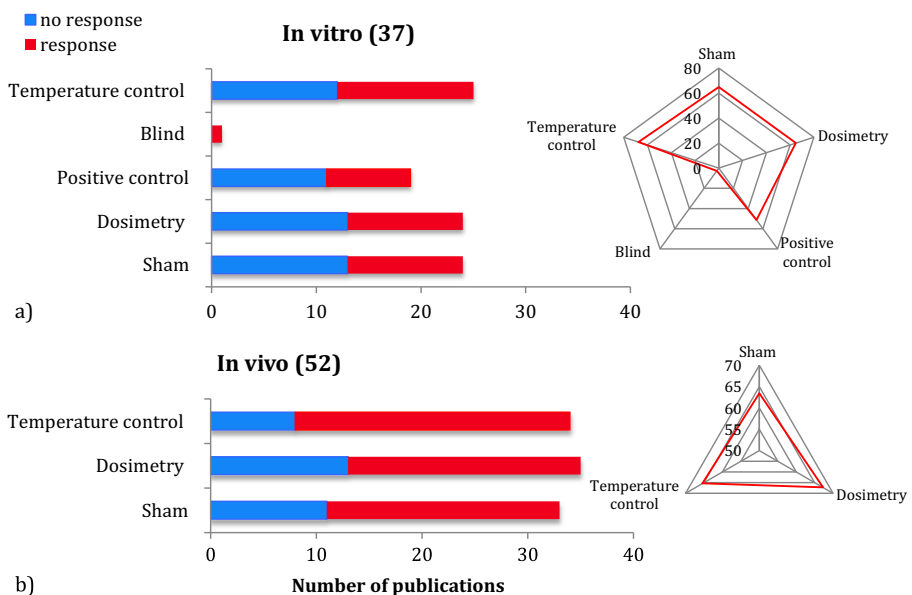 no response
response
In vitro (37)
Temperature control
Blind
Positive control
Dosimetry
Sham
0 10 20 30 40
a)
Sham
80
60
40
20
0
Dosimetry
Positive
control
Blind
Temperature
control
In vivo (52)
Temperature control
Dosimetry
Sham
0 10 20 30 40
Number of publications
b)
Sham
70
65
60
55
50
Temperature
control
Dosimetry